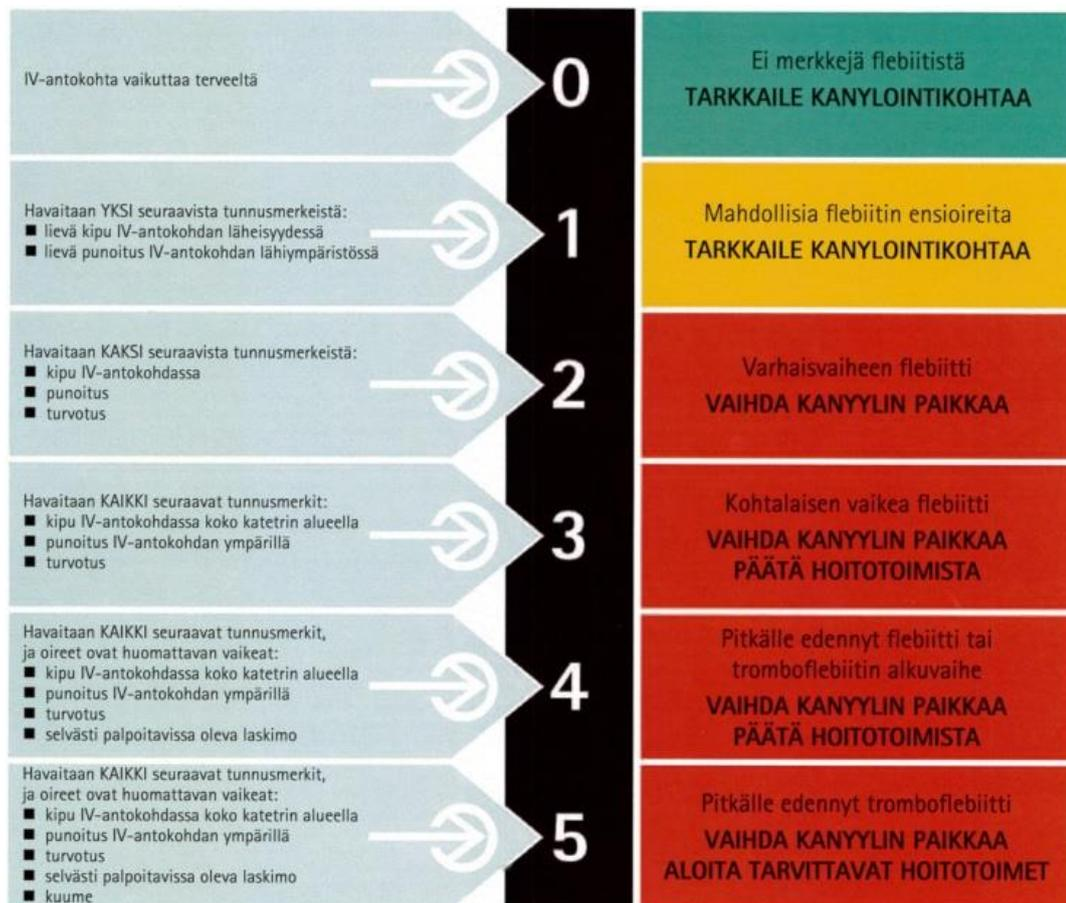 IV-antokohta vaikuttaa terveeltä
0
Ei merkkejä flebiitistä
TARKKAILE KANYLOINTIKOHTAA
Havaitaan YKSI seuraavista tunnusmerkeistä:
■ lievä kipu IV-antokohdan läheisyydessä
■ lievä punoitus IV-antokohdan lähiympäristössä
1
Mahdollisia flebiitin ensioireita
TARKKAILE KANYLOINTIKOHTAA
Havaitaan KAKSI seuraavista tunnusmerkeistä:
■ kipu IV-antokohdassa
■ punoitus
■ turvotus
2
Varhaisvaiheen flebiitti
VAIHDA KANYYLIN PAIKKAA
Havaitaan KAIKKI seuraavat tunnusmerkit:
■ kipu IV-antokohdassa koko katetrin alueella
■ punoitus IV-antokohdan ympärillä
■ turvotus
3
Kohtalaisen vaikea flebiitti
VAIHDA KANYYLIN PAIKKAA
PÄÄTÄ HOITOTOIMISTA
Havaitaan KAIKKI seuraavat tunnusmerkit,
ja oireet ovat huomattavan vaikeat:
■ kipu IV-antokohdassa koko katetrin alueella
■ punoitus IV-antokohdan ympärillä
■ turvotus
■ selvästi palpoitavissa oleva laskimo
4
Pitkälle edennyt flebiitti tai
tromboflebiitin alkuvaihe
VAIHDA KANYYLIN PAIKKAA
PÄÄTÄ HOITOTOIMISTA
Havaitaan KAIKKI seuraavat tunnusmerkit,
ja oireet ovat huomattavan vaikeat:
■ kipu IV-antokohdassa koko katetrin alueella
■ punoitus IV-antokohdan ympärillä
■ turvotus
■ selvästi palpoitavissa oleva laskimo
■ kuume
5
Pitkälle edennyt tromboflebiitti
VAIHDA KANYYLIN PAIKKAA
ALOITA TARVITTAVAT HOITOTOIMET